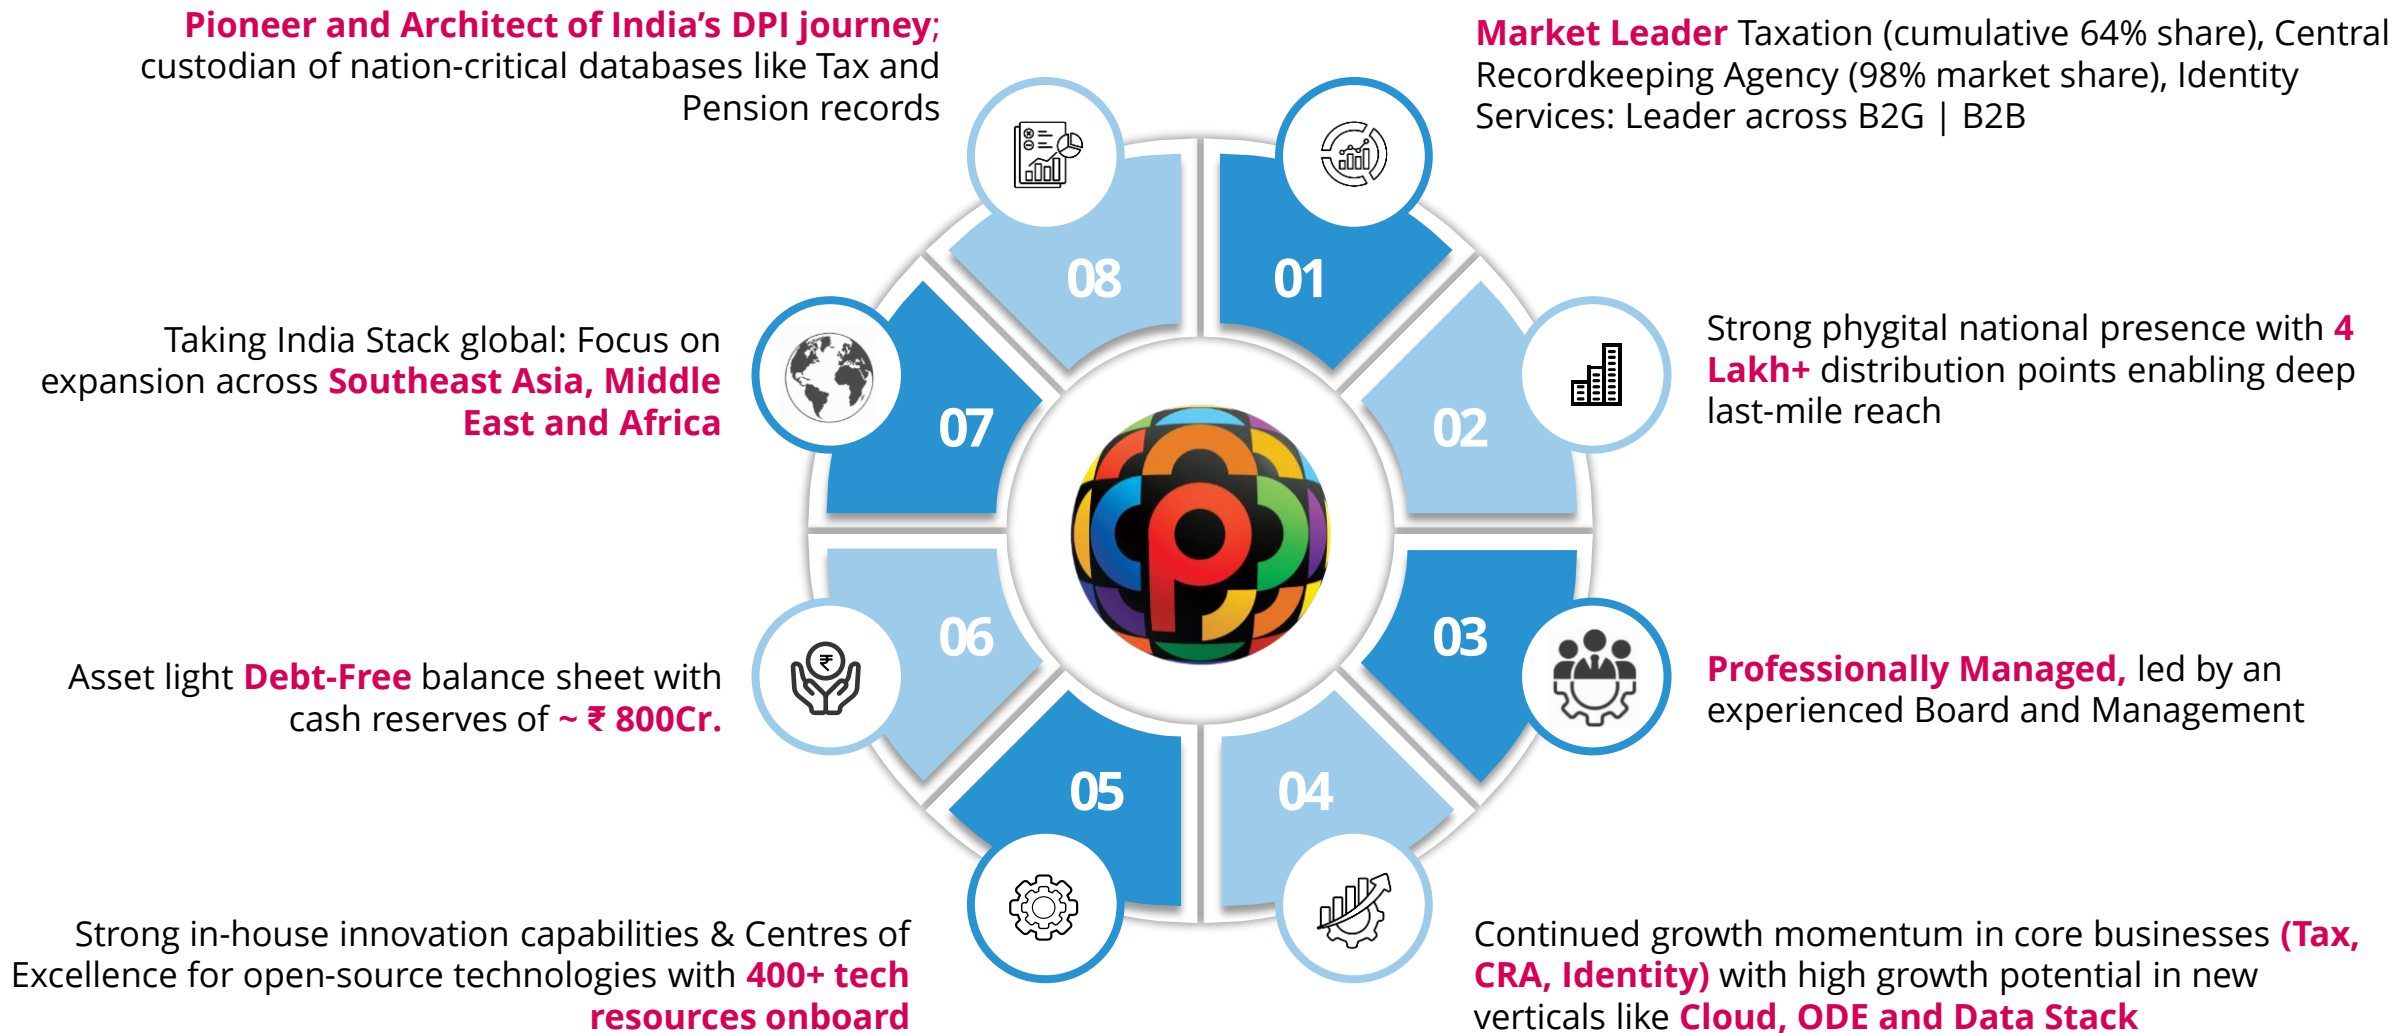 Pioneer and Architect of India’s DPI journey;
custodian of nation-critical databases like Tax and
Pension records
Market Leader Taxation (cumulative 64% share), Central
Recordkeeping Agency (98% market share), Identity
Services: Leader across B2G | B2B
08
01
Taking India Stack global: Focus on
expansion across Southeast Asia, Middle
East and Africa
07
02
Strong phygital national presence with 4
Lakh+ distribution points enabling deep
last-mile reach
Asset light Debt-Free balance sheet with
cash reserves of ~ ₹ 800Cr.
06
₹
p
03
Professionally Managed, led by an
experienced Board and Management
05
04
Strong in-house innovation capabilities & Centres of
Excellence for open-source technologies with 400+ tech
resources onboard
Continued growth momentum in core businesses (Tax,
CRA, Identity) with high growth potential in new
verticals like Cloud, ODE and Data Stack